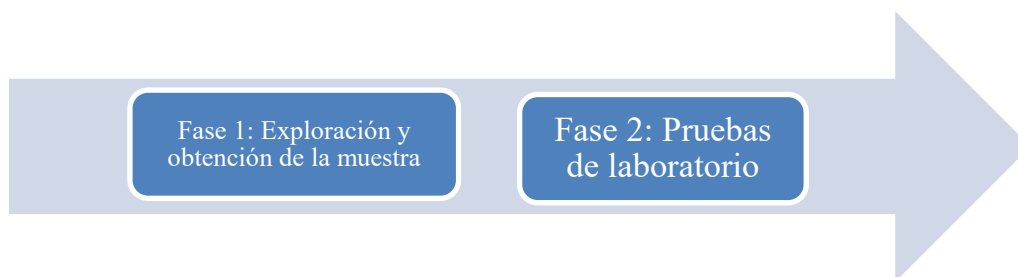 Fase 1: Exploración y
obtención de la muestra
Fase 2: Pruebas
de laboratorio